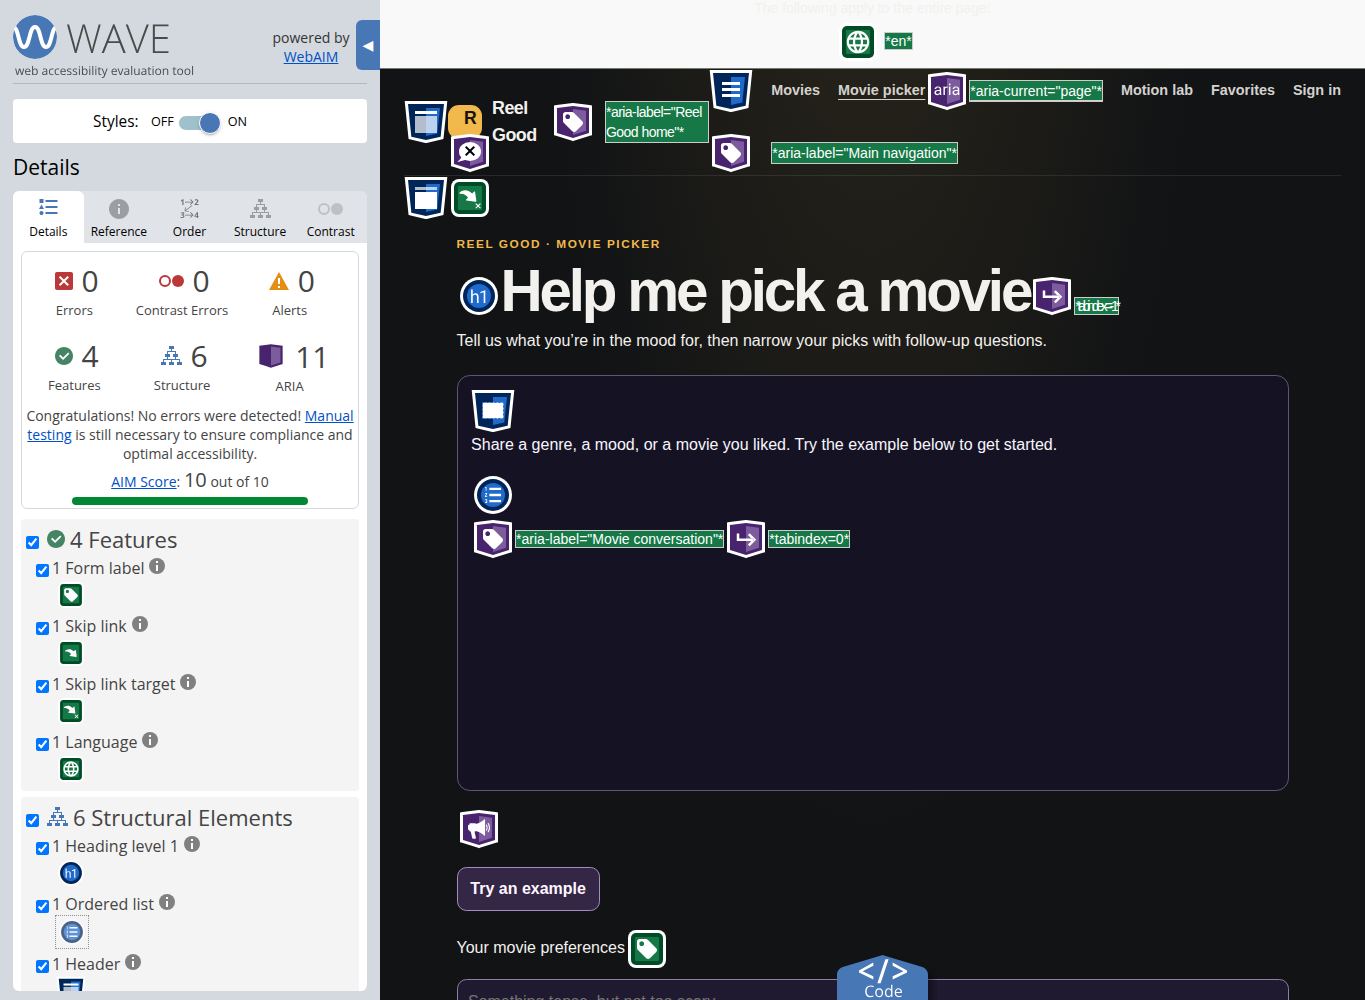 WAVE
web accessibility evaluation tool
powered by
WebAIM
Styles: OFF ON
Details
Details Reference Order Structure Contrast
0 0 0
Errors Contrast Errors Alerts
4 6 11
Features Structure ARIA
Congratulations! No errors were detected! Manual
testing is still necessary to ensure compliance and
optimal accessibility.
AIM Score: 10 out of 10
4 Features
1 Form label
1 Skip link
1 Skip link target
1 Language
6 Structural Elements
1 Heading level 1
h1
1 Ordered list
1 Header
The following apply to the entire page:
*en*
R
Reel
Good
*aria-label="Reel
Good home"*
Movies Movie picker aria *aria-current="page"* Motion lab Favorites Sign in
*aria-label="Main navigation"*
REEL GOOD · MOVIE PICKER
h1 Help me pick a movie
Tell us what you’re in the mood for, then narrow your picks with follow-up questions.
Share a genre, a mood, or a movie you liked. Try the example below to get started.
*aria-label="Movie conversation"* *tabindex=0*
Try an example
Your movie preferences
Something tense, but not too scary
</> Code